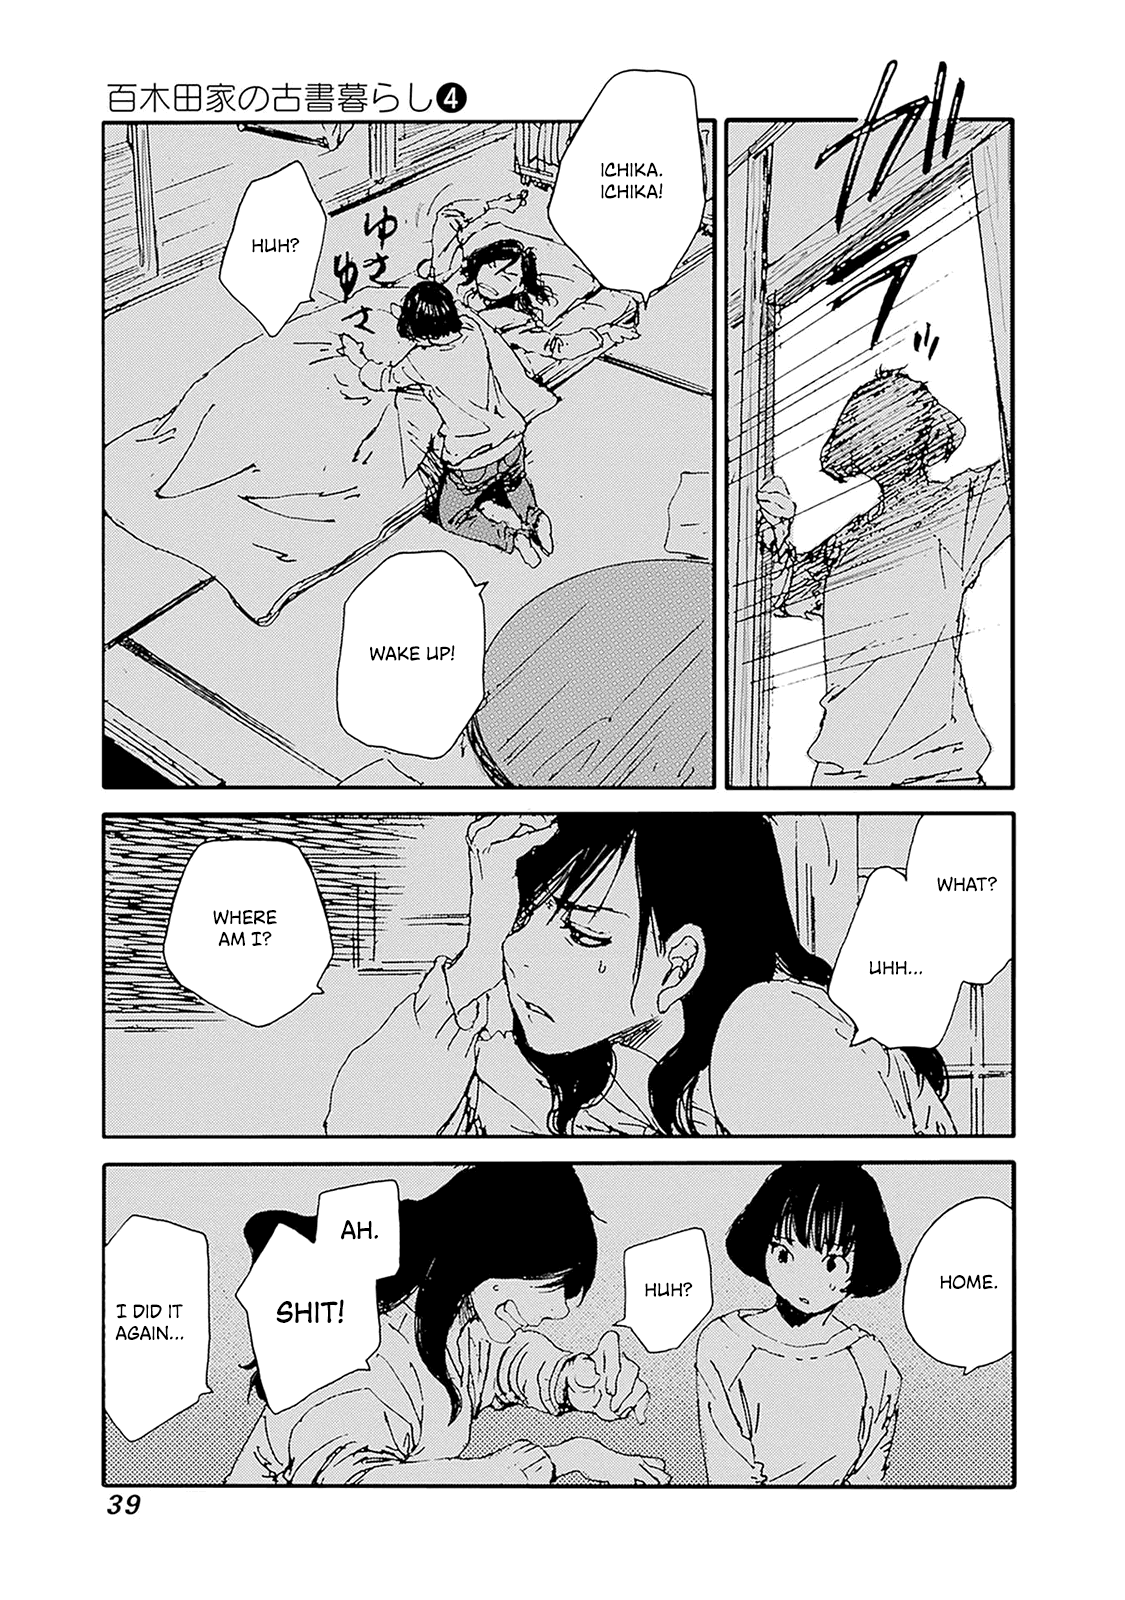 百木田家の古書暮らし❹
ガバッ
ICHIKA.
ICHIKA!
HUH?
ゆさ
ゆさ
WAKE UP!
WHAT?
UHH...
WHERE
AM I?
HOME.
HUH?
AH.
SHIT!
I DID IT
AGAIN...
39